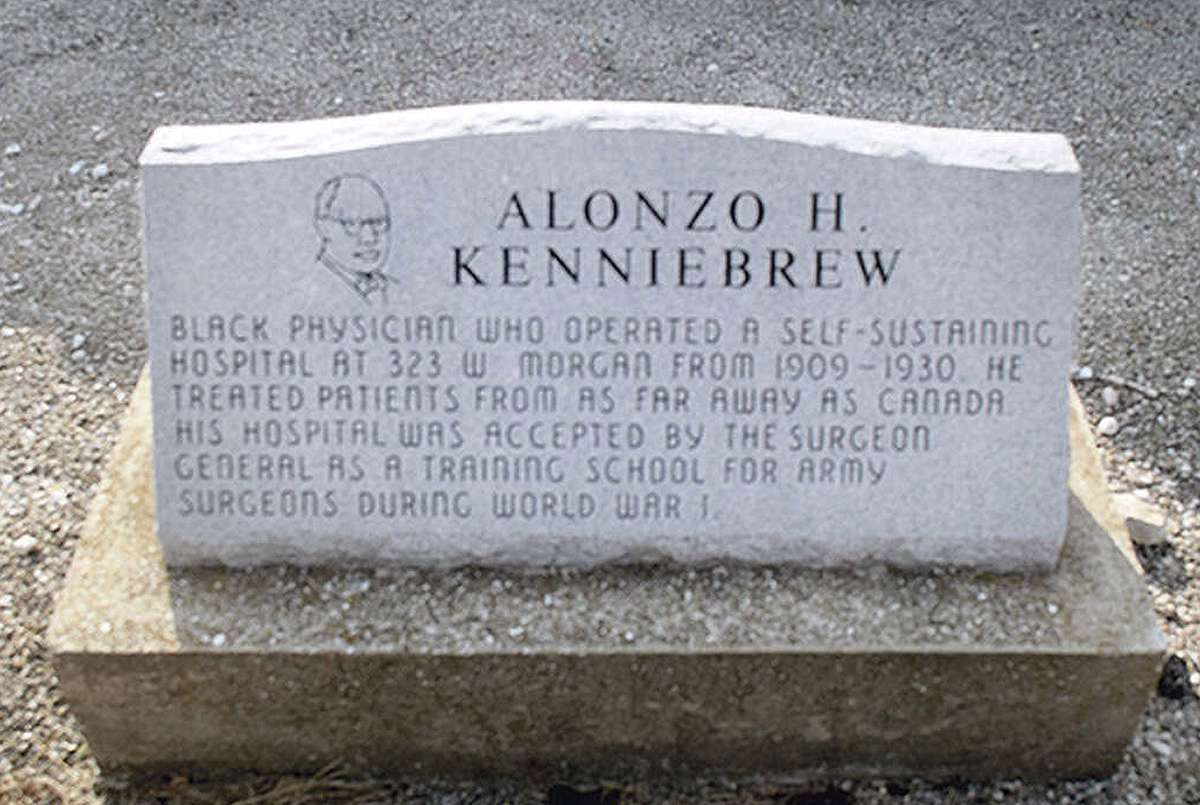 ALONZO H.
KENNIEBREW
BLACK PHYSICIAN WHO OPERATED A SELF-SUSTAINING
HOSPITAL AT 323 W. MORGAN FROM 1909-1930. HE
TREATED PATIENTS FROM AS FAR AWAY AS CANADA.
HIS HOSPITAL WAS ACCEPTED BY THE SURGEON
GENERAL AS A TRAINING SCHOOL FOR ARMY
SURGEONS DURING WORLD WAR I.